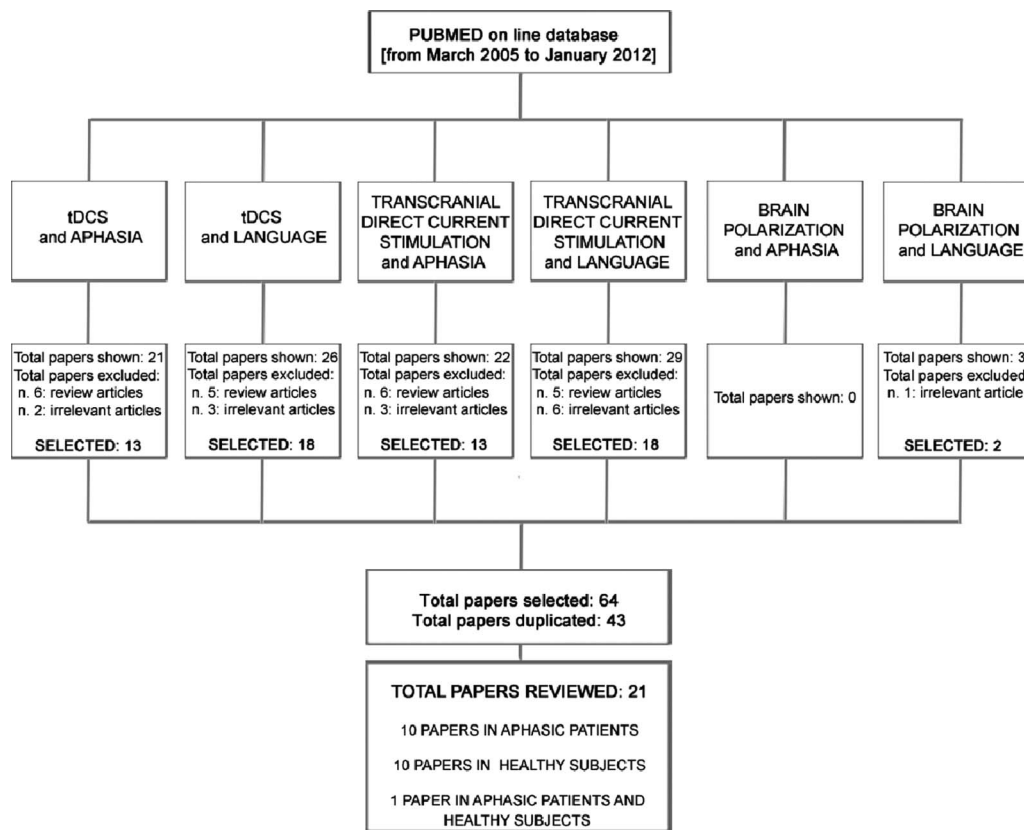 PUBMED on line database
[from March 2005 to January 2012]
tDCS
and APHASIA
tDCS
and LANGUAGE
TRANSCRANIAL
DIRECT CURRENT
STIMULATION
and APHASIA
TRANSCRANIAL
DIRECT CURRENT
STIMULATION
and LANGUAGE
BRAIN
POLARIZATION
and APHASIA
BRAIN
POLARIZATION
and LANGUAGE
Total papers shown: 21
Total papers excluded:
n. 6: review articles
n. 2: irrelevant articles
SELECTED: 13
Total papers shown: 26
Total papers excluded:
n. 5: review articles
n. 3: irrelevant articles
SELECTED: 18
Total papers shown: 22
Total papers excluded:
n. 6: review articles
n. 3: irrelevant articles
SELECTED: 13
Total papers shown: 29
Total papers excluded:
n. 5: review articles
n. 6: irrelevant articles
SELECTED: 18
Total papers shown: 0
Total papers shown: 3
Total papers excluded
n. 1: irrelevant article
SELECTED: 2
Total papers selected: 64
Total papers duplicated: 43
TOTAL PAPERS REVIEWED: 21
10 PAPERS IN APHASIC PATIENTS
10 PAPERS IN HEALTHY SUBJECTS
1 PAPER IN APHASIC PATIENTS AND
HEALTHY SUBJECTS